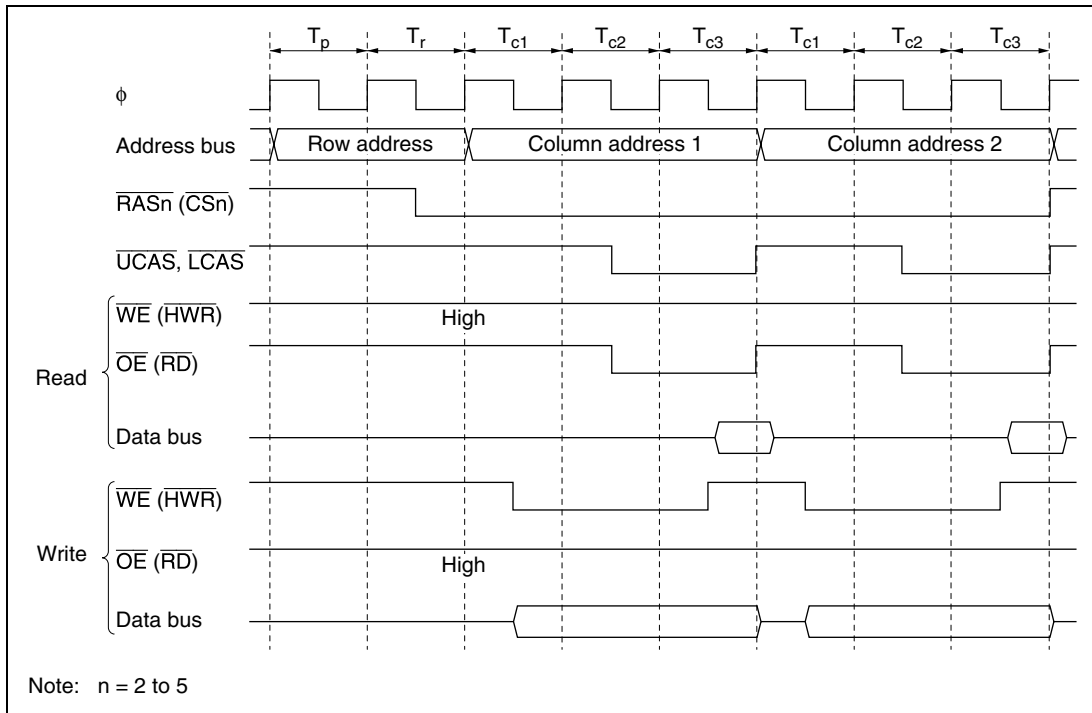 Tp Tr Tc1 Tc2 Tc3 Tc1 Tc2 Tc3
ϕ
Address bus Row address Column address 1 Column address 2
RASn (CSn)
UCAS, LCAS
WE (HWR)
High
OE (RD)
Read
Data bus
WE (HWR)
Write
OE (RD)
High
Data bus
Note: n = 2 to 5